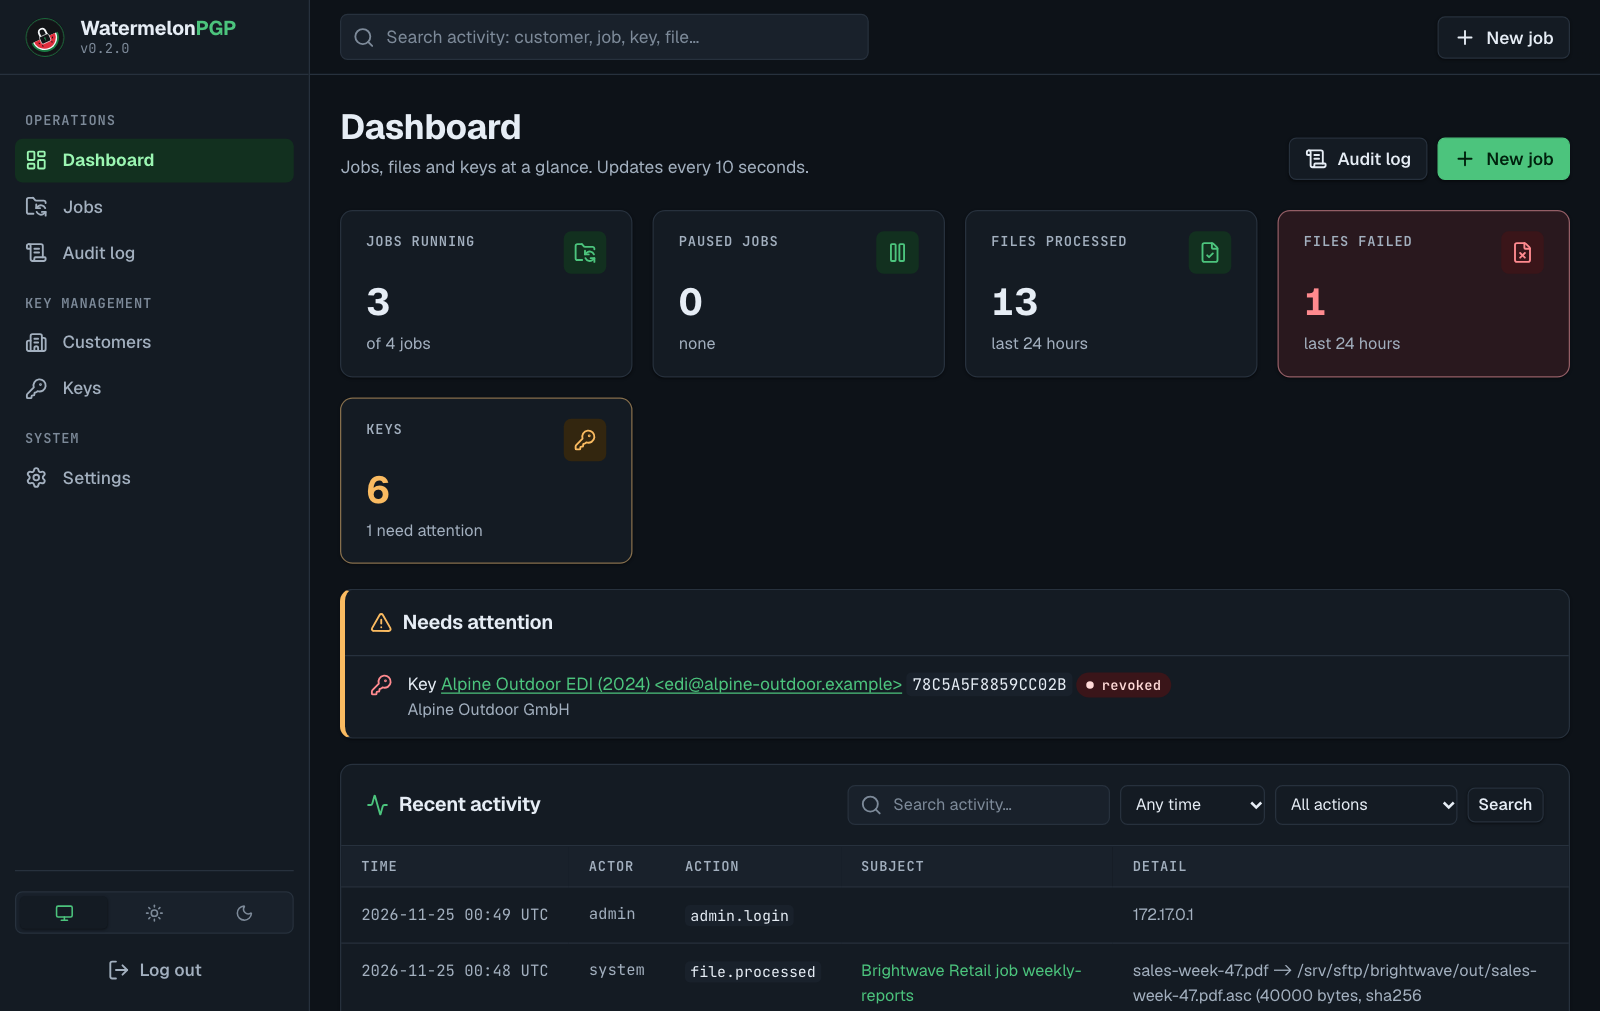 WatermelonPGP
v0.2.0
Search activity: customer, job, key, file...
New job
OPERATIONS
Dashboard
Jobs
Audit log
KEY MANAGEMENT
Customers
Keys
SYSTEM
Settings
Log out
Dashboard
Jobs, files and keys at a glance. Updates every 10 seconds.
Audit log
New job
JOBS RUNNING
3
of 4 jobs
PAUSED JOBS
0
none
FILES PROCESSED
13
last 24 hours
FILES FAILED
1
last 24 hours
KEYS
6
1 need attention
Needs attention
Key Alpine Outdoor EDI (2024) <edi@alpine-outdoor.example> 78C5A5F8859CC02B revoked
Alpine Outdoor GmbH
Recent activity
Search activity...
Any time
All actions
Search
TIME ACTOR ACTION SUBJECT DETAIL
2026-11-25 00:49 UTC admin admin.login 172.17.0.1
2026-11-25 00:48 UTC system file.processed Brightwave Retail job weekly-reports sales-week-47.pdf → /srv/sftp/brightwave/out/sales-week-47.pdf.asc (40000 bytes, sha256